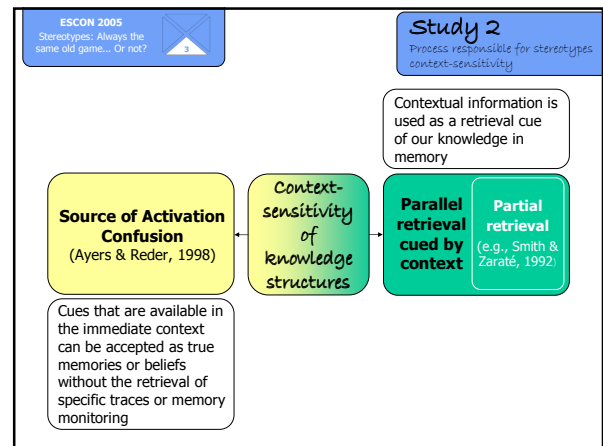 ESCON 2005
Stereotypes: Always the
same old game... Or not?
3
Study 2
Process responsible for stereotypes
context-sensitivity
Contextual information is
used as a retrieval cue
of our knowledge in
memory
Source of Activation
Confusion
(Ayers & Reder, 1998)
Context-
sensitivity
of
knowledge
structures
Parallel
retrieval
cued by
context
Partial
retrieval
(e.g., Smith &
Zaraté, 1992)
Cues that are available in
the immediate context
can be accepted as true
memories or beliefs
without the retrieval of
specific traces or memory
monitoring